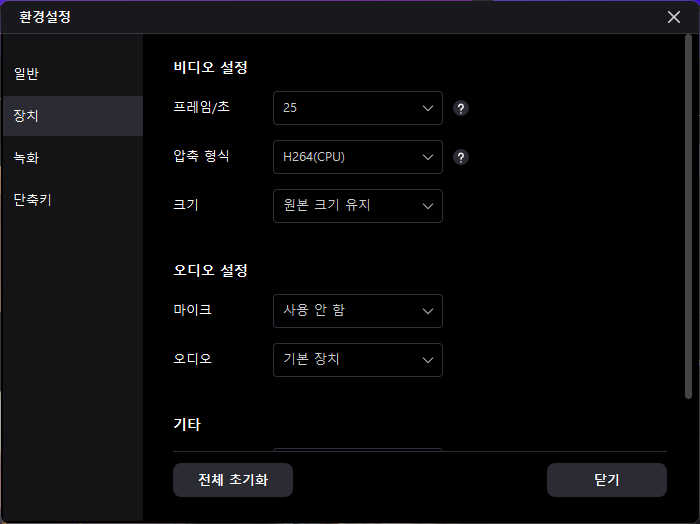 환경설정
일반
장치
녹화
단축키
비디오 설정
프레임/초 25 ?
압축 형식 H264(CPU) ?
크기 원본 크기 유지
오디오 설정
마이크 사용 안 함
오디오 기본 장치
기타
전체 초기화 닫기